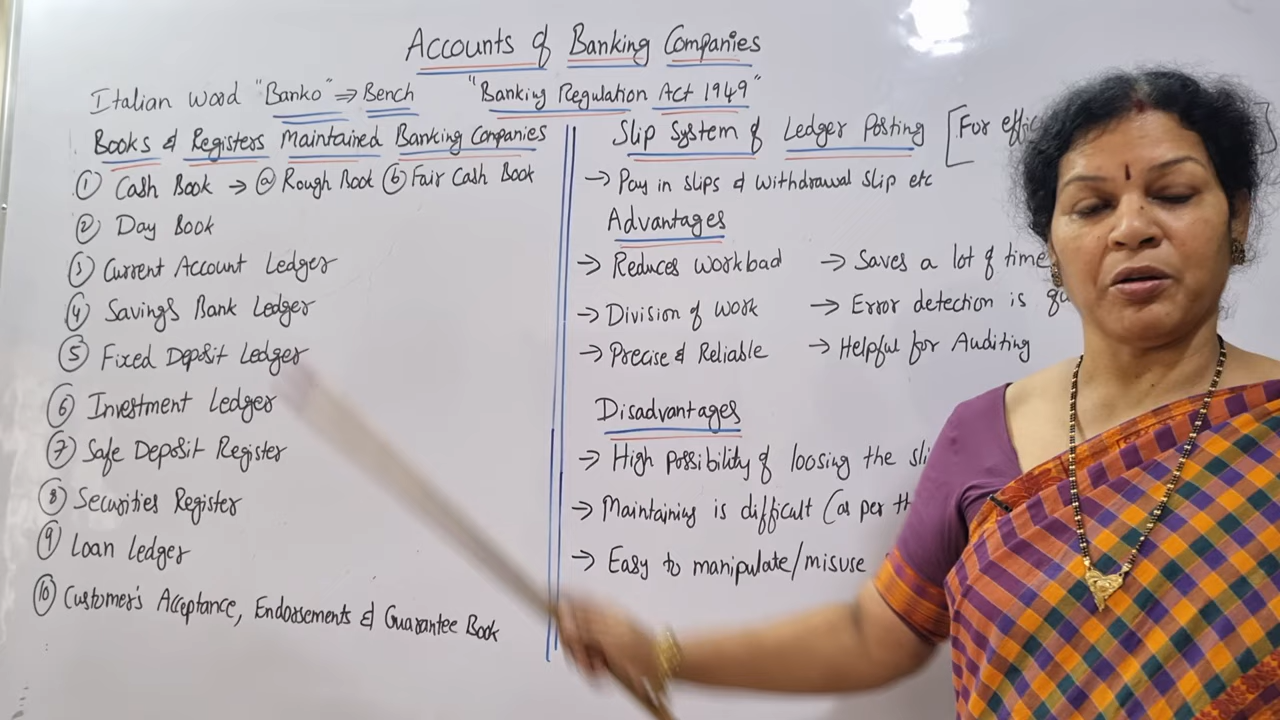 Accounts of Banking Companies
Italian Word "Banko" ⇒ Bench "Banking Regulation Act 1949"
Books & Registers Maintained Banking Companies
① Cash Book → ⓐ Rough Book ⓑ Fair Cash Book
② Day Book
③ Current Account Ledger
④ Savings Bank Ledger
⑤ Fixed Deposit Ledger
⑥ Investment Ledger
⑦ Safe Deposit Register
⑧ Securities Register
⑨ Loan Ledger
⑩ Customer's Acceptance, Endorsements & Guarantee Book
Slip System of Ledger Posting [For
→ Pay in slips & withdrawal slip etc
Advantages
→ Reduces workload → Saves a lot of time
→ Division of work → Error detection is
→ Precise & Reliable → Helpful for Auditing
Disadvantages
→ High possibility of loosing the
→ Maintaining is difficult (as per
→ Easy to manipulate/misuse